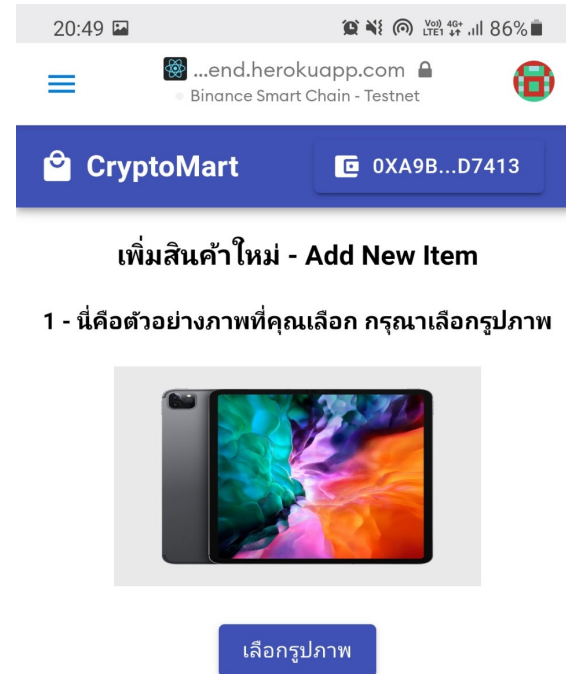 20:49 Vo)) 4G+ LTE1 86%
...end.herokuapp.com
Binance Smart Chain - Testnet
CryptoMart 0XA9B...D7413
เพิ่มสินค้าใหม่ - Add New Item
1 - นี่คือตัวอย่างภาพที่คุณเลือก กรุณาเลือกรูปภาพ
เลือกรูปภาพ